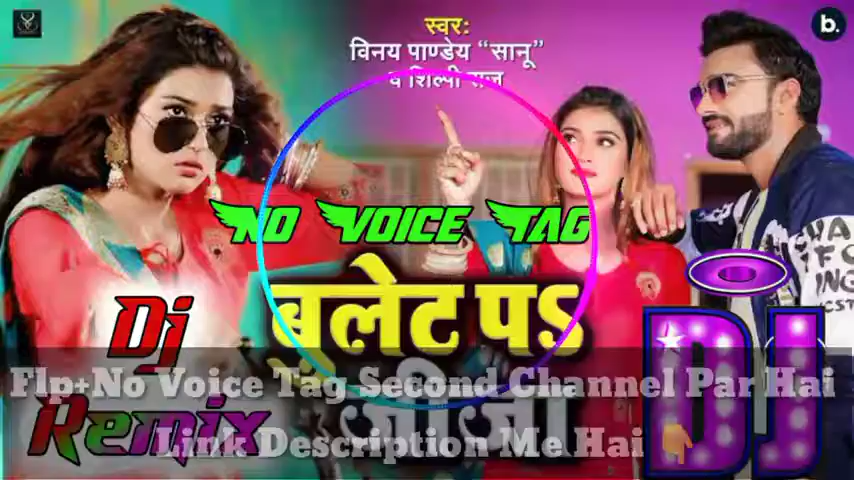 स्वर:
विनय पाण्डेय “सानू”
व शिल्पी राज
b.
No Voice Tag
बुलेट पS
जीजा
Dj
Remix
DJ
Flp+No Voice Tag Second Channel Par Hai
Link Description Me Hai 👇